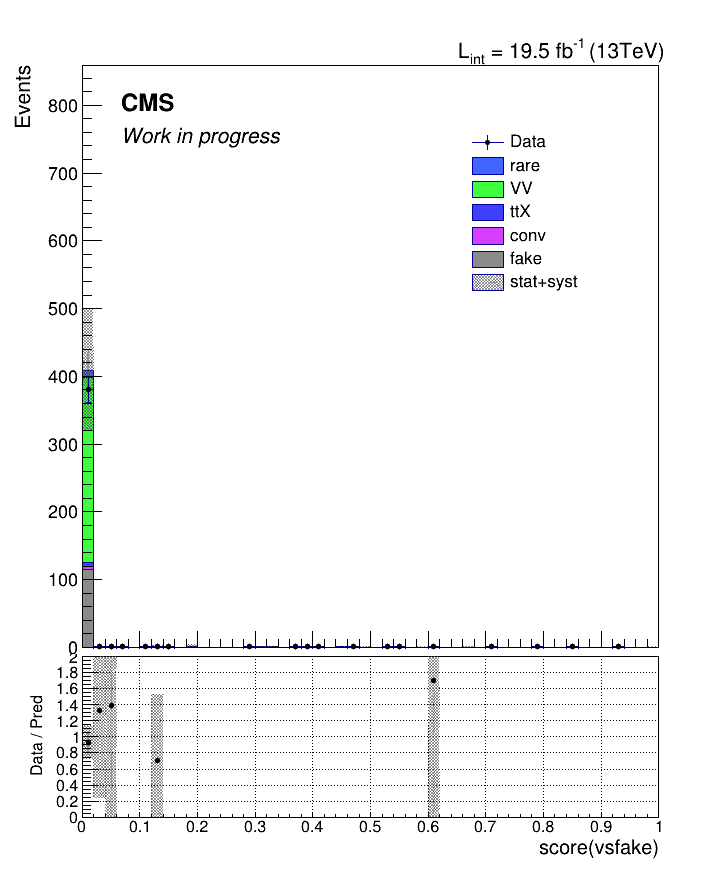 L_int = 19.5 fb^-1 (13TeV)
Events
CMS
Work in progress
Data
rare
VV
ttX
conv
fake
stat+syst
800
700
600
500
400
300
200
100
0
Data / Pred
2
1.8
1.6
1.4
1.2
1
0.8
0.6
0.4
0.2
0
0 0.1 0.2 0.3 0.4 0.5 0.6 0.7 0.8 0.9 1
score(vsfake)